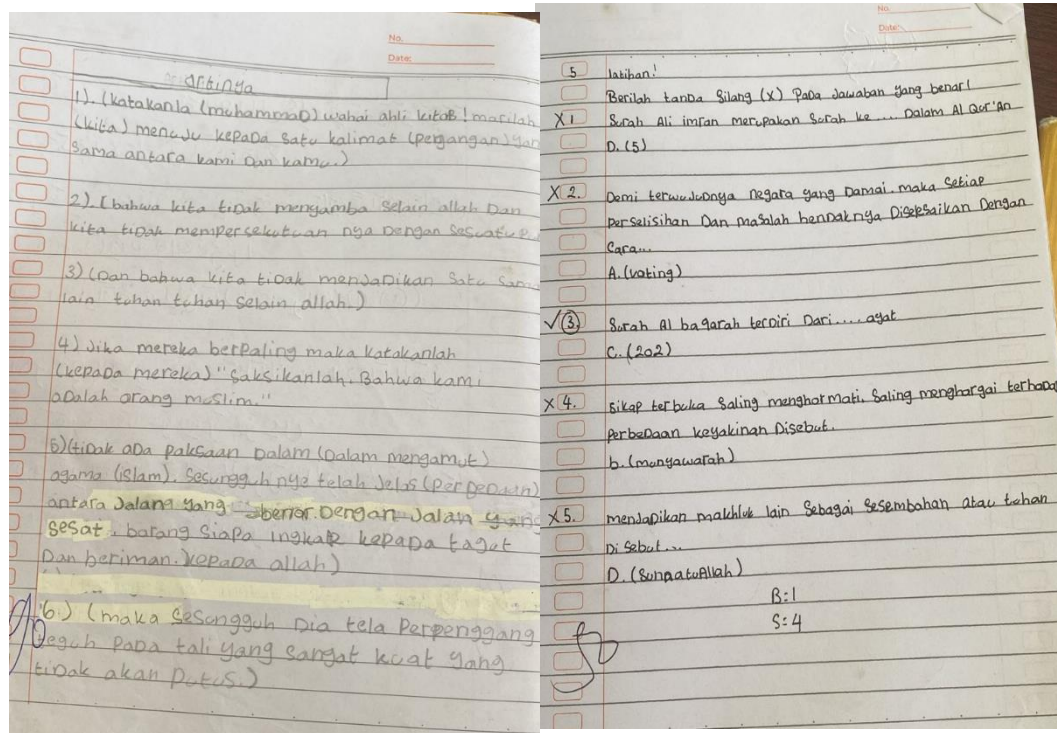 No.
Date:
Artinya
1). (Katakanla (muhammaD) wahai ahli kitaB! marilah
(kita) menuju kepaDa satu kalimat (pegangan) yan
sama antara kami Dan kamu.)
2). (bahwa kita tiDak mengamba selain allah Dan
kita tiDak mempersekutuan nya Dengan sesuatu
3) (Dan bahwa kita tiDak menjaDikan satu sama
lain tuhan tuhan selain allah.)
4) Jika mereka berpaling maka katakanlah
(kepaDa mereka) "saksikanlah. Bahwa kami
aDalah orang muslim."
5) (tiDak aDa paksaan Dalam (Dalam mengamut)
agama (islam). Sesungguh nya telah Jelas (perbeDaan)
antara Jalang yang benar. Dengan Jalan yang
sesat, barang siapa ingkar kepaDa tagut
Dan beriman. kepaDa allah)
6.) (maka sesungguh Dia tela perpenggang
teguh paDa tali yang sangat kuat yang
tiDak akan putus.)
No.
Date:
5 latihan!
Berilah tanDa silang (x) paDa Jawaban yang benar!
X 1 Surah Ali imran merupakan Surah ke .... Dalam Al Qur'An
D. (5)
X 2. Demi terwuJuDnya negara yang Damai. maka setiap
perselisihan Dan masalah henDaknya Diselesaikan Dengan
Cara...
A. (voting)
√ 3. Surah Al baqarah terDiri Dari.... ayat
C. (202)
X 4. sikap terbuka saling menghormati. Saling menghargai terhaDap
perbeDaan keyakinan Disebut.
b. (munyawarah)
X 5. menJaDikan makhluk lain Sebagai Sesembahan atau tuhan
Di sebut...
D. (SunnatuAllah)
B=1
S=4